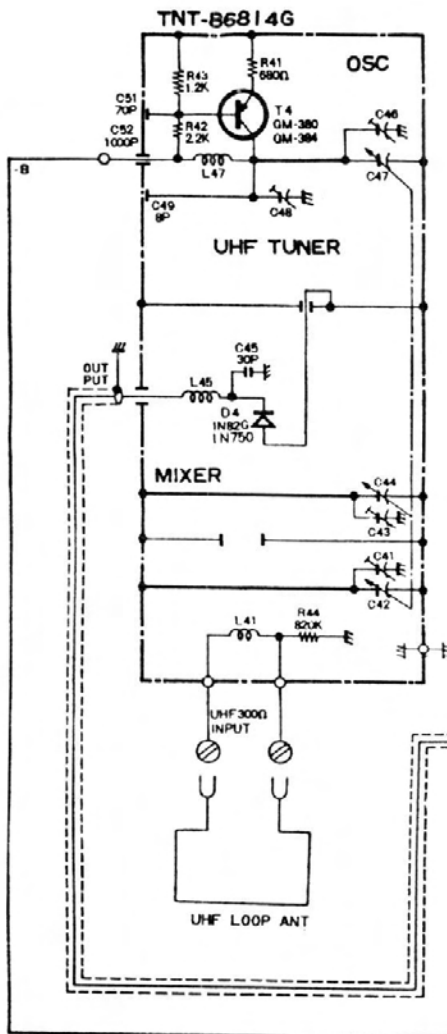 TNT-86814G
R41
680Ω
OSC
R43
1.2K
C51
70P
T4
GM-380
GM-384
C46
C52
1000P
R42
2.2K
-B
L47
C47
C49
8P
C48
UHF TUNER
C45
30P
OUT
PUT
L45
D4
1N82G
1N750
MIXER
C44
C43
C41
L41
R44
820K
C42
UHF300Ω
INPUT
UHF LOOP ANT